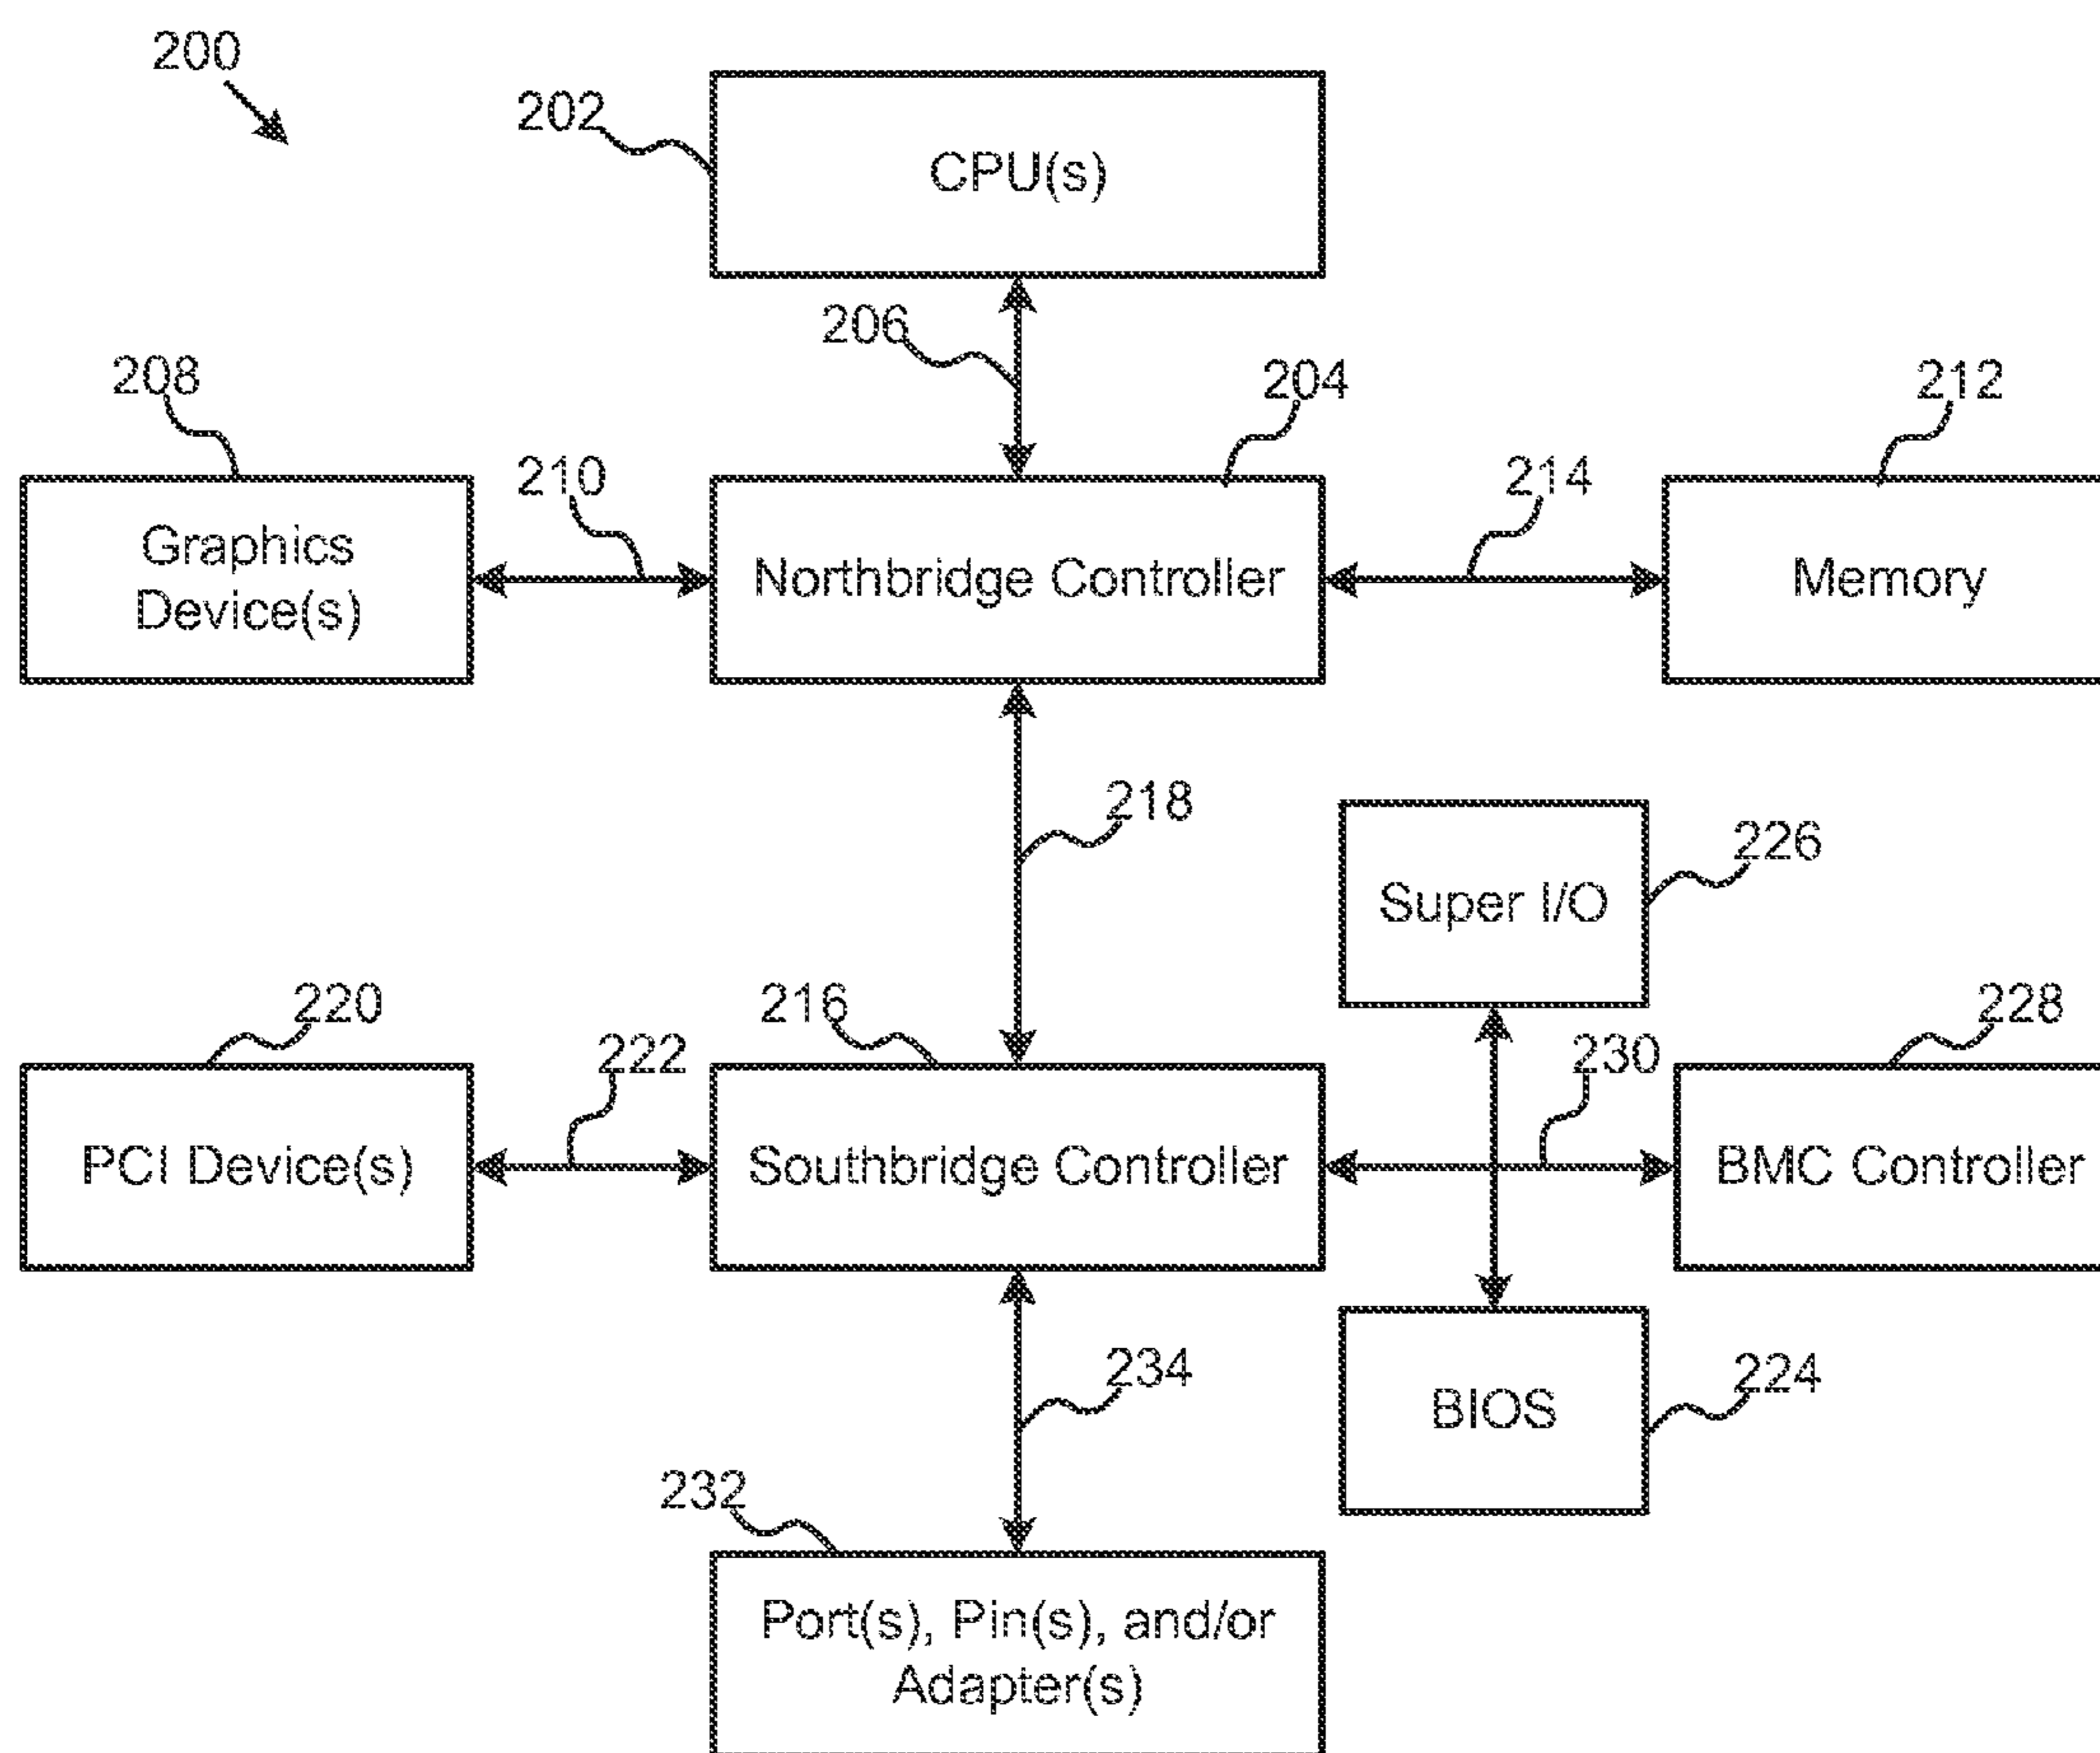 200
202
CPU(s)
206
208
204
212
210
214
Graphics
Device(s)
Northbridge Controller
Memory
218
226
Super I/O
220
216
228
222
230
PCI Device(s)
Southbridge Controller
BMC Controller
234
224
BIOS
232
Port(s), Pin(s), and/or
Adapter(s)